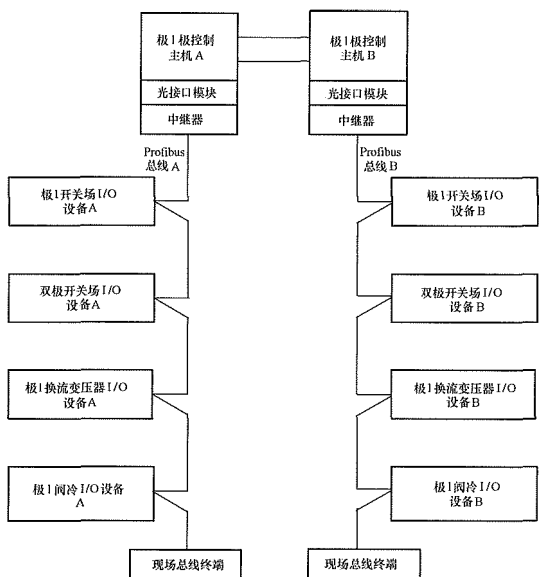 极1极控制
主机A
光接口模块
中继器
极1极控制
主机B
光接口模块
中继器
Profibus
总线A
Profibus
总线B
极1开关场I/O
设备A
极1开关场I/O
设备B
双极开关场I/O
设备A
双极开关场I/O
设备B
极1换流变压器I/O
设备A
极1换流变压器I/O
设备B
极1阀冷I/O设备
A
极1阀冷I/O
设备B
现场总线终端
现场总线终端